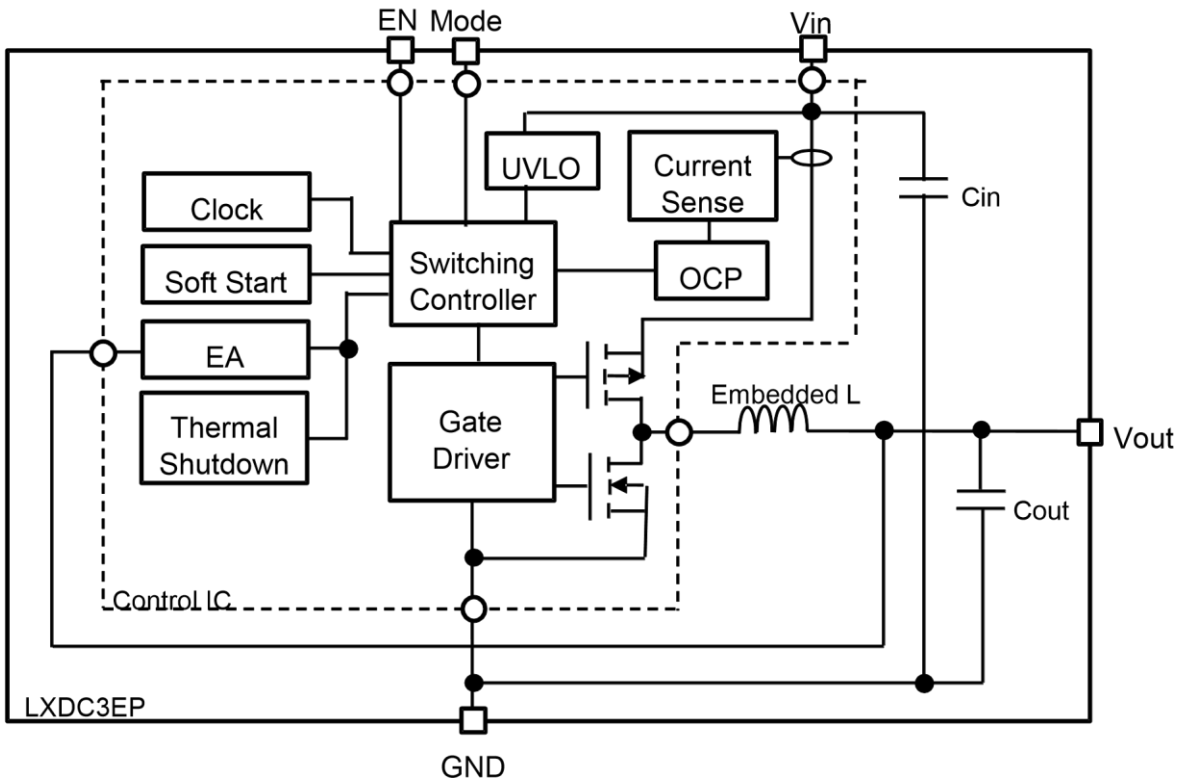 EN Mode Vin
UVLO
Current
Sense
Cin
Clock
Switching
Controller
OCP
Soft Start
EA
Embedded L
Thermal
Shutdown
Gate
Driver
Vout
Cout
Control IC
LXDC3EP
GND